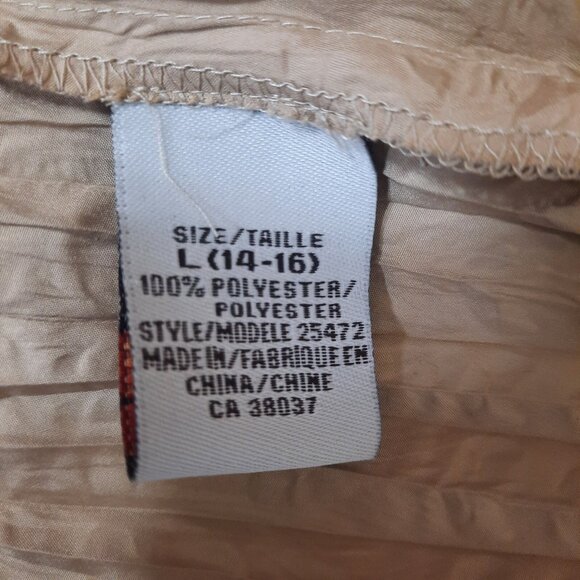 SIZE/TAILLE
L (14-16)
100% POLYESTER/
POLYESTER
STYLE/MODELE 25472
MADE IN/FABRIQUE EN
CHINA/CHINE
CA 38037